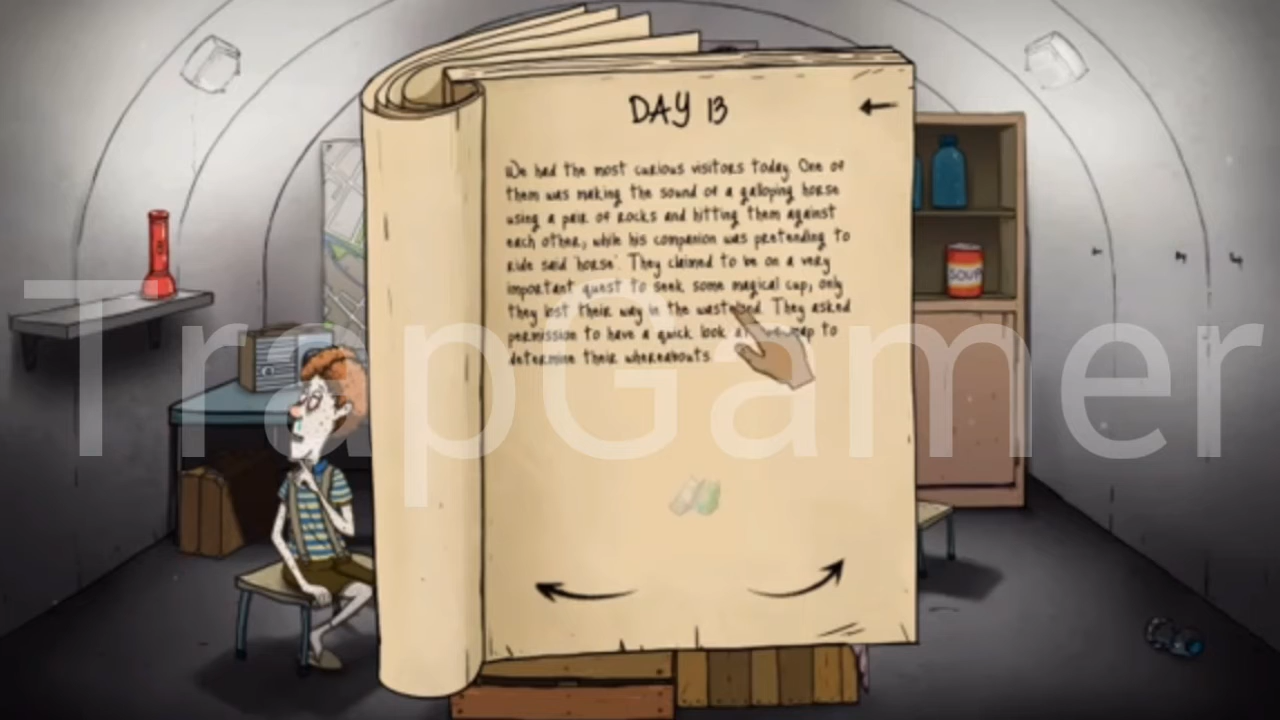 DAY 13
We had the most curious visitors today. One of
them was making the sound of a galloping horse
using a pair of rocks and hitting them against
each other, while his companion was pretending to
ride said 'horse'. They claimed to be on a very
important quest to seek some magical cup, only
they lost their way in the wasteland. They asked
permission to have a quick look at map to
determine their whereabouts.
SOUP
TrapGamer